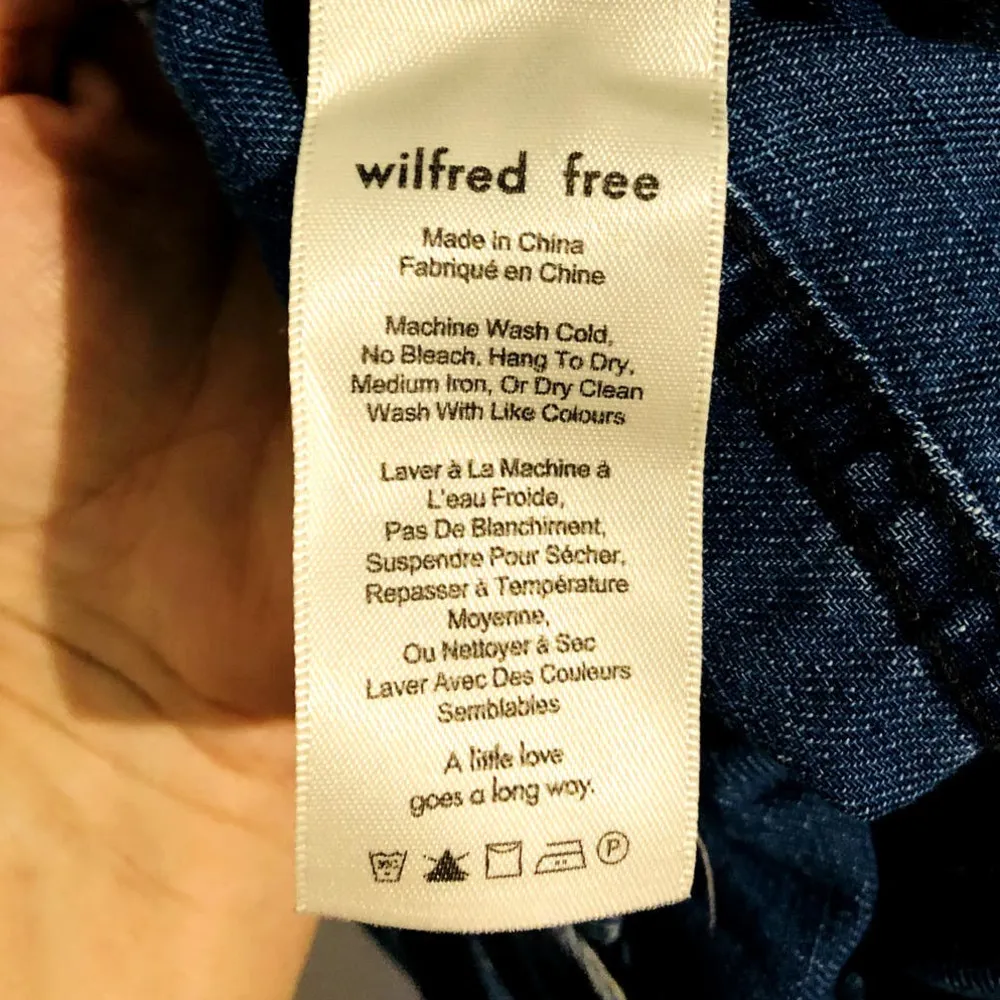 wilfred free
Made in China
Fabriqué en Chine
Machine Wash Cold,
No Bleach, Hang To Dry,
Medium Iron, Or Dry Clean
Wash With Like Colours
Laver à La Machine à
L'eau Froide,
Pas De Blanchiment,
Suspendre Pour Sécher,
Repasser à Température
Moyenne,
Ou Nettoyer à Sec
Laver Avec Des Couleurs
Semblables
A little love
goes a long way.
P